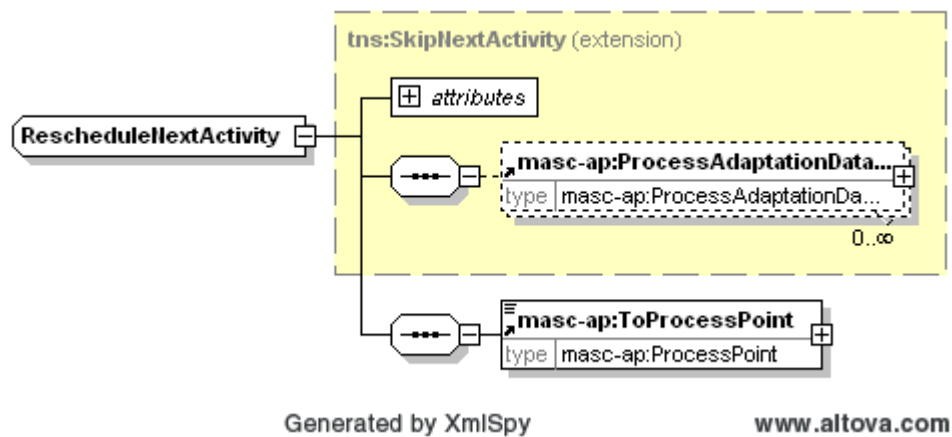 tns:SkipNextActivity (extension)
attributes
RescheduleNextActivity
masc-ap:ProcessAdaptationData...
type masc-ap:ProcessAdaptationDa...
0..∞
masc-ap:ToProcessPoint
type masc-ap:ProcessPoint
Generated by XmlSpy www.altova.com